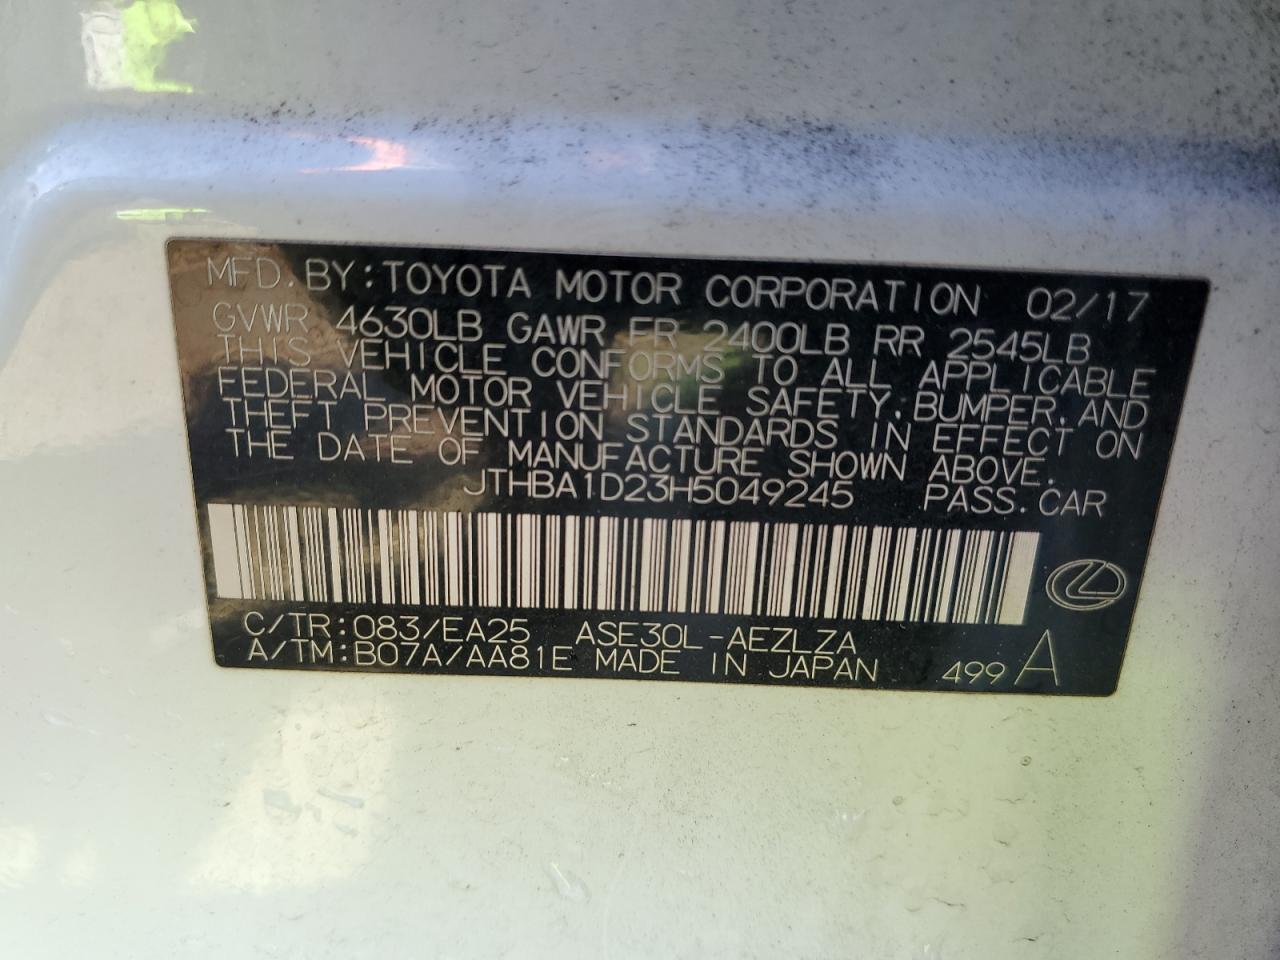 MFD. BY: TOYOTA MOTOR CORPORATION 02/17
GVWR 4630LB GAWR FR 2400LB RR 2545LB
THIS VEHICLE CONFORMS TO ALL APPLICABLE
FEDERAL MOTOR VEHICLE SAFETY, BUMPER, AND
THEFT PREVENTION STANDARDS IN EFFECT ON
THE DATE OF MANUFACTURE SHOWN ABOVE.
JTHBA1D23H5049245 PASS. CAR
C/TR: 083/EA25 ASE30L-AEZLZA
A/TM: B07A/AA81E MADE IN JAPAN 499 A